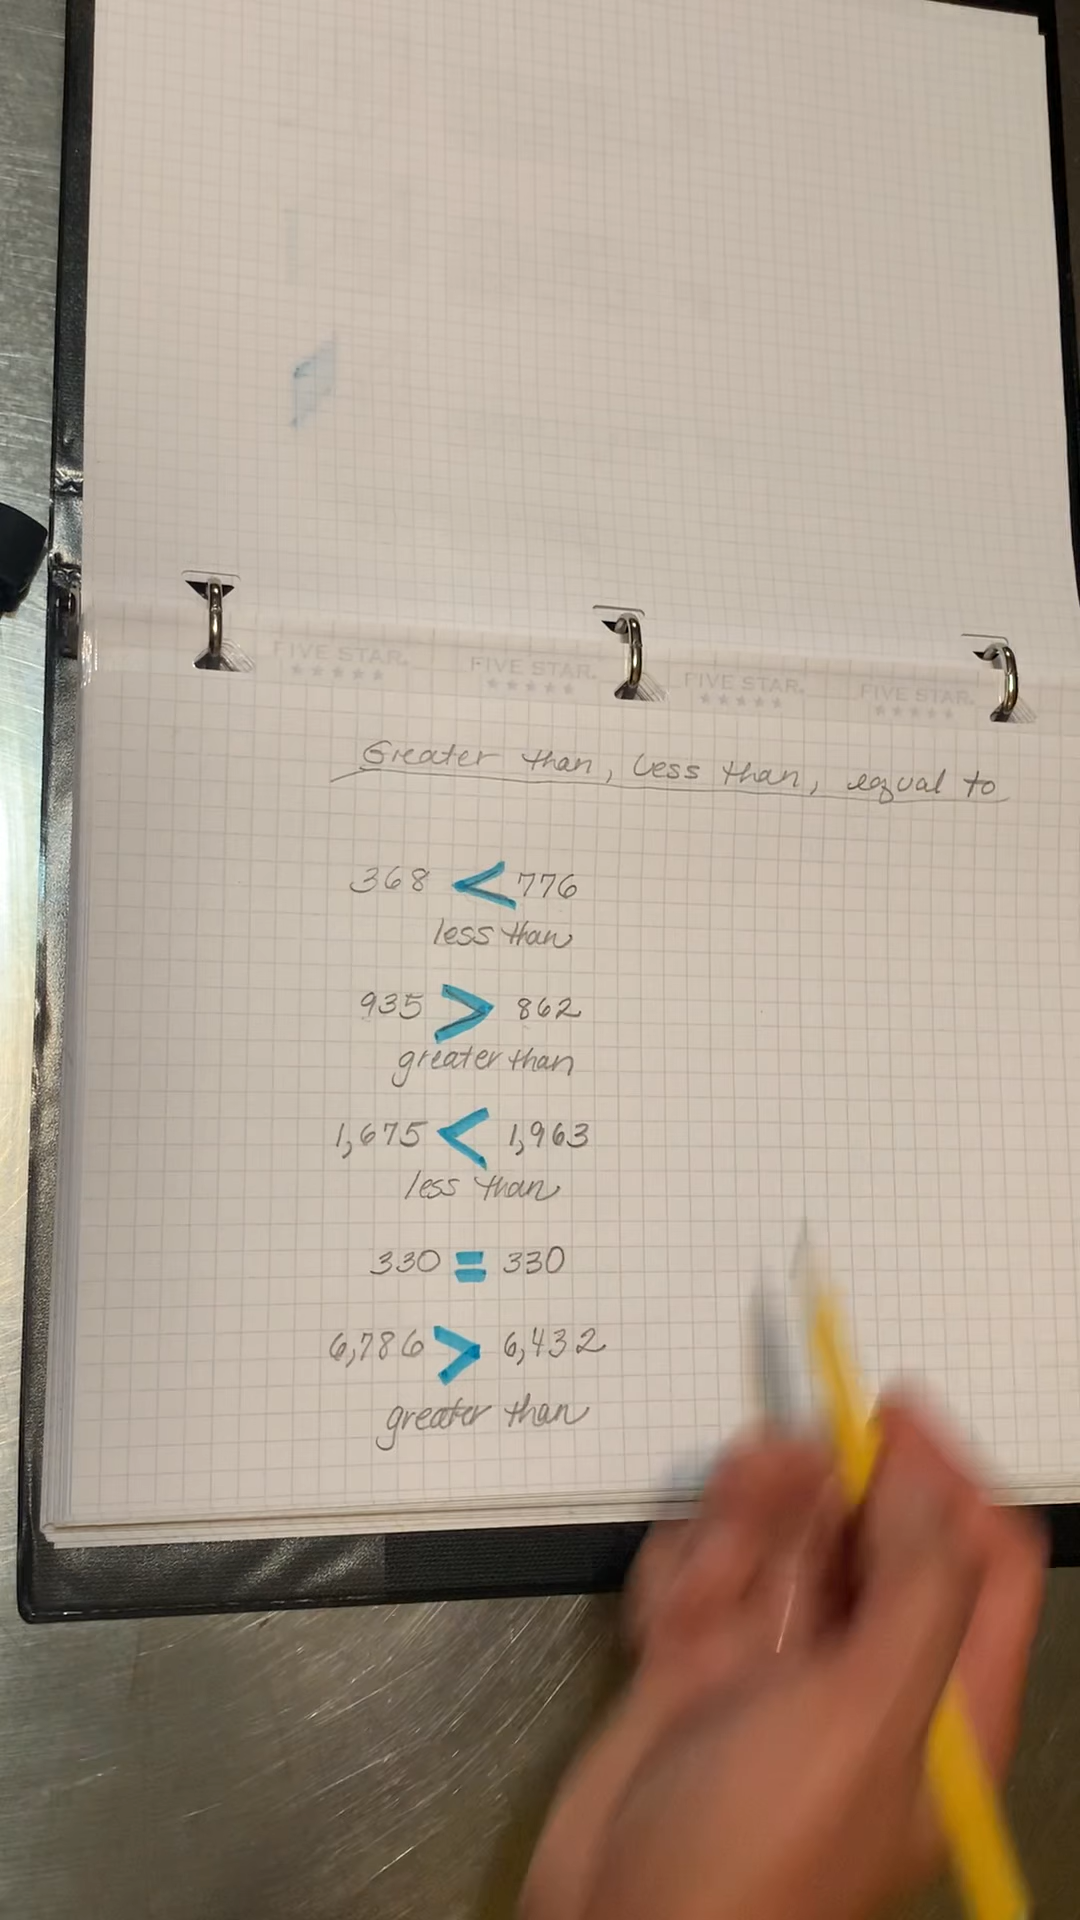 FIVE STAR. FIVE STAR. FIVE STAR. FIVE STAR.
Greater than, Less than, equal to
368 < 776
less than
935 > 862
greater than
1,675 < 1,963
less than
330 = 330
6,786 > 6,432
greater than